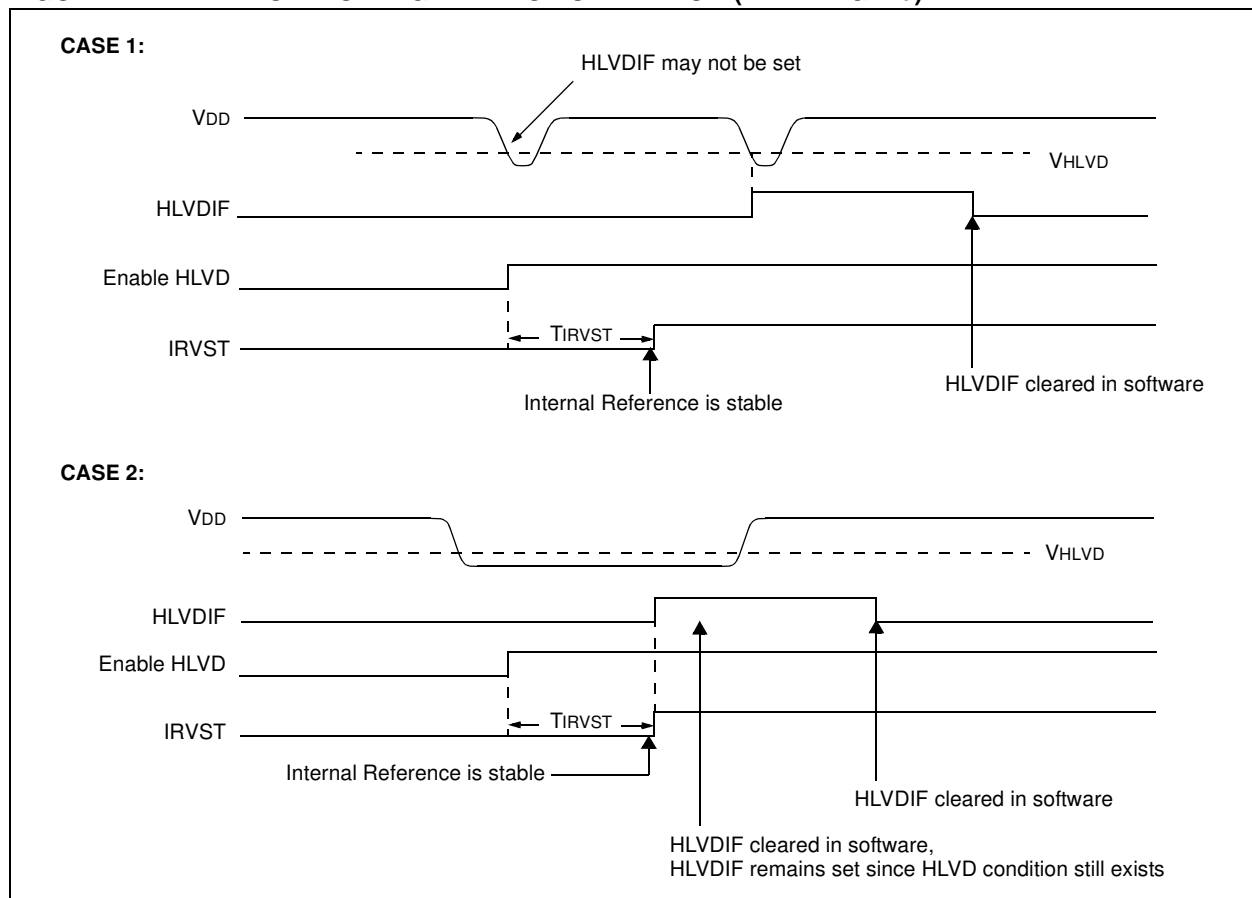 CASE 1:
HLVDIF may not be set
VDD
VHLVD
HLVDIF
Enable HLVD
TIRVST
IRVST
HLVDIF cleared in software
Internal Reference is stable
CASE 2:
VDD
VHLVD
HLVDIF
Enable HLVD
TIRVST
IRVST
Internal Reference is stable
HLVDIF cleared in software
HLVDIF cleared in software,
HLVDIF remains set since HLVD condition still exists